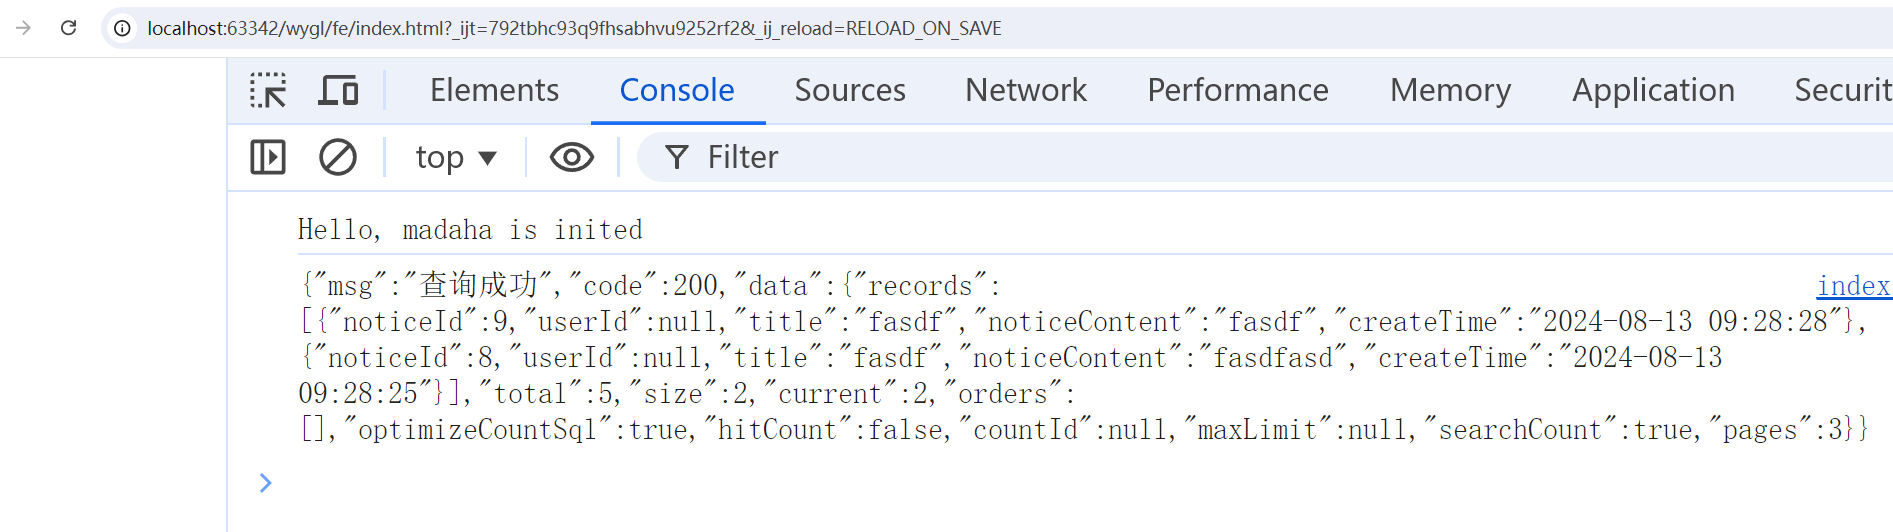 localhost:63342/wygl/fe/index.html?_ijt=792tbhc93q9fhsabhvu9252rf2&_ij_reload=RELOAD_ON_SAVE
Elements Console Sources Network Performance Memory Application Securit
top Filter
Hello, madaha is inited
{"msg":"查询成功","code":200,"data":{"records": index
[{"noticeId":9,"userId":null,"title":"fasdf","noticeContent":"fasdf","createTime":"2024-08-13 09:28:28"},
{"noticeId":8,"userId":null,"title":"fasdf","noticeContent":"fasdfasd","createTime":"2024-08-13
09:28:25"}],"total":5,"size":2,"current":2,"orders":
[],"optimizeCountSql":true,"hitCount":false,"countId":null,"maxLimit":null,"searchCount":true,"pages":3}}